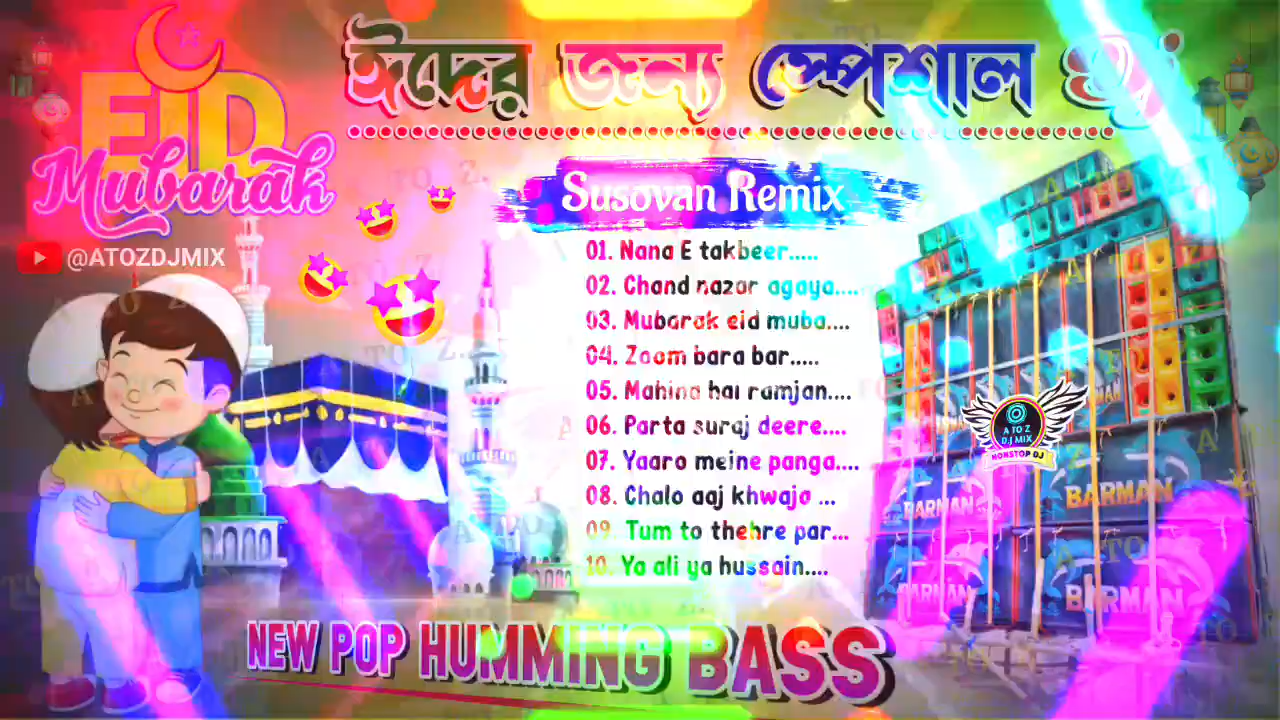 ঈদের জন্য স্পেশাল
EID
Mubarak
@ATOZDJMIX
Susovan Remix
01. Nana E takbeer.....
02. Chand nazar agaya....
03. Mubarak eid muba....
04. Zoom bara bar.....
05. Mahina hai ramjan....
06. Parta suraj deere....
07. Yaaro meine panga....
08. Chalo aaj khwaja ...
09. Tum to thehre par...
10. Ya ali ya hussain....
A TO Z
DJ MIX
NONSTOP DJ
BARMAN
BARMAN
BARMAN
BARMAN
NEW POP HUMMING BASS